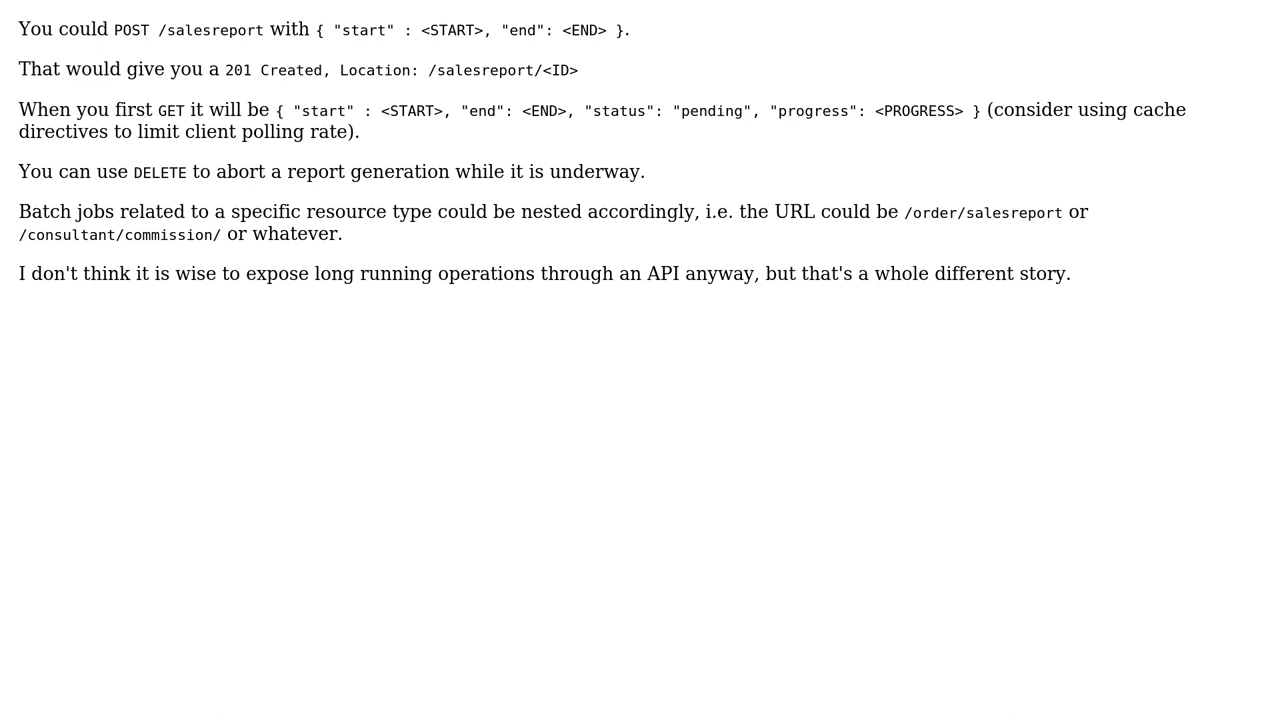 You could POST /salesreport with { "start" : <START>, "end": <END> }.
That would give you a 201 Created, Location: /salesreport/<ID>
When you first GET it will be { "start" : <START>, "end": <END>, "status": "pending", "progress": <PROGRESS> } (consider using cache
directives to limit client polling rate).
You can use DELETE to abort a report generation while it is underway.
Batch jobs related to a specific resource type could be nested accordingly, i.e. the URL could be /order/salesreport or
/consultant/commission/ or whatever.
I don't think it is wise to expose long running operations through an API anyway, but that's a whole different story.